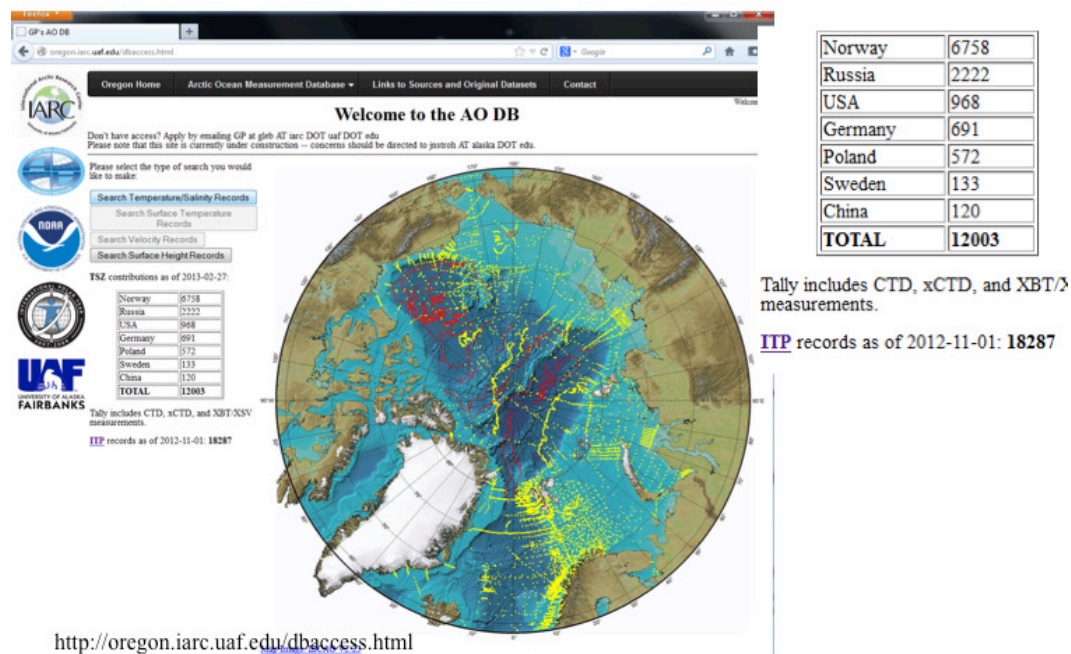 Firefox
GP's AO DB
oregon.iarc.uaf.edu/dbaccess.html
Google
Oregon Home
Arctic Ocean Measurement Database
Links to Sources and Original Datasets
Contact
Welcome
IARC
Welcome to the AO DB
Don't have access? Apply by emailing GP at gleb AT iarc DOT uaf DOT edu
Please note that this site is currently under construction -- concerns should be directed to jnstroh AT alaska DOT edu.
Please select the type of search you would
like to make:
Search Temperature/Salinity Records
Search Surface Temperature
Records
Search Velocity Records
Search Surface Height Records
NOAA
TSZ contributions as of 2013-02-27:
Norway 6758
Russia 2222
USA 968
Germany 691
Poland 572
Sweden 133
China 120
TOTAL 12003
UAF
UNIVERSITY OF ALASKA
FAIRBANKS
Tally includes CTD, xCTD, and XBT/XSV
measurements.
ITP records as of 2012-11-01: 18287
http://oregon.iarc.uaf.edu/dbaccess.html
Norway 6758
Russia 2222
USA 968
Germany 691
Poland 572
Sweden 133
China 120
TOTAL 12003
Tally includes CTD, xCTD, and XBT/X
measurements.
ITP records as of 2012-11-01: 18287